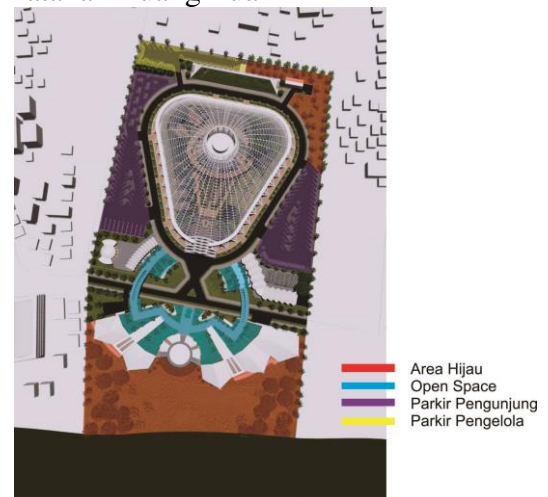 Area Hijau
Open Space
Parkir Pengunjung
Parkir Pengelola